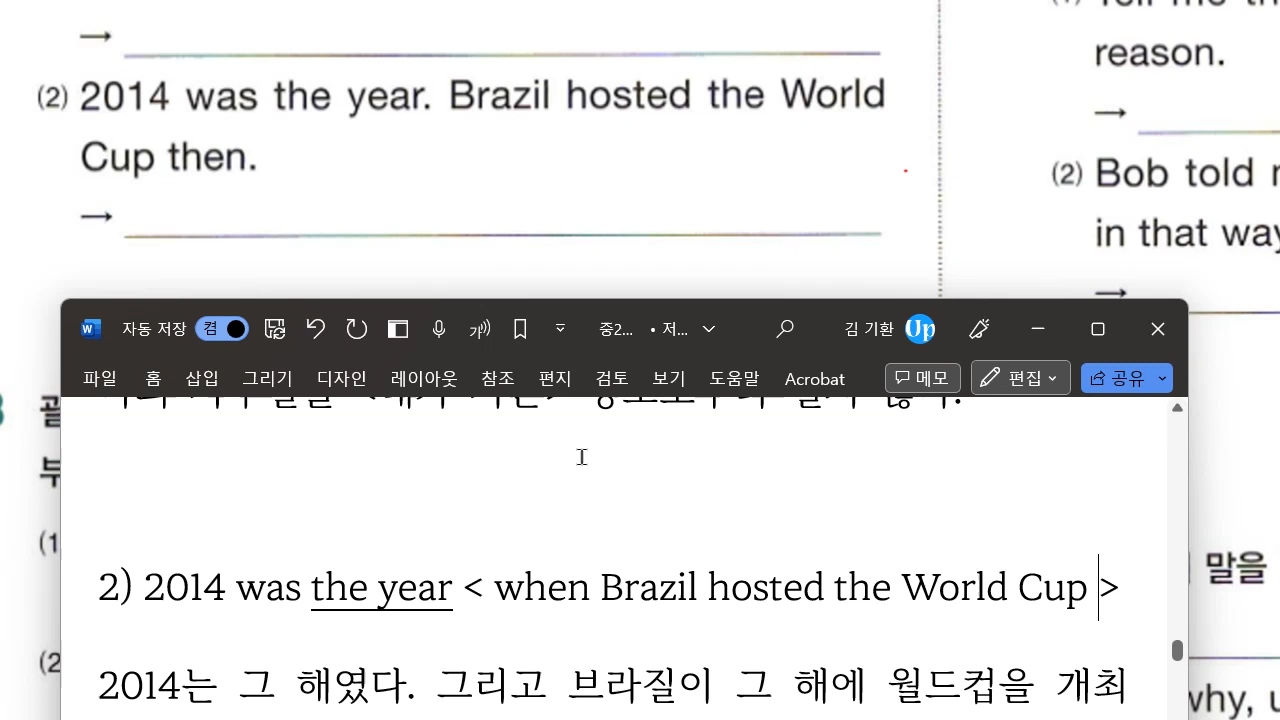 →
(2) 2014 was the year. Brazil hosted the World
Cup then.
→
reason.
→
(2) Bob told
in that way
→
자동 저장 켬 가)) 중2... • 저... 김 기환 Up
파일 홈 삽입 그리기 디자인 레이아웃 참조 편지 검토 보기 도움말 Acrobat 메모 편집 공유
(1
(2
말을
why, u
2) 2014 was the year < when Brazil hosted the World Cup >
2014는 그 해였다. 그리고 브라질이 그 해에 월드컵을 개최